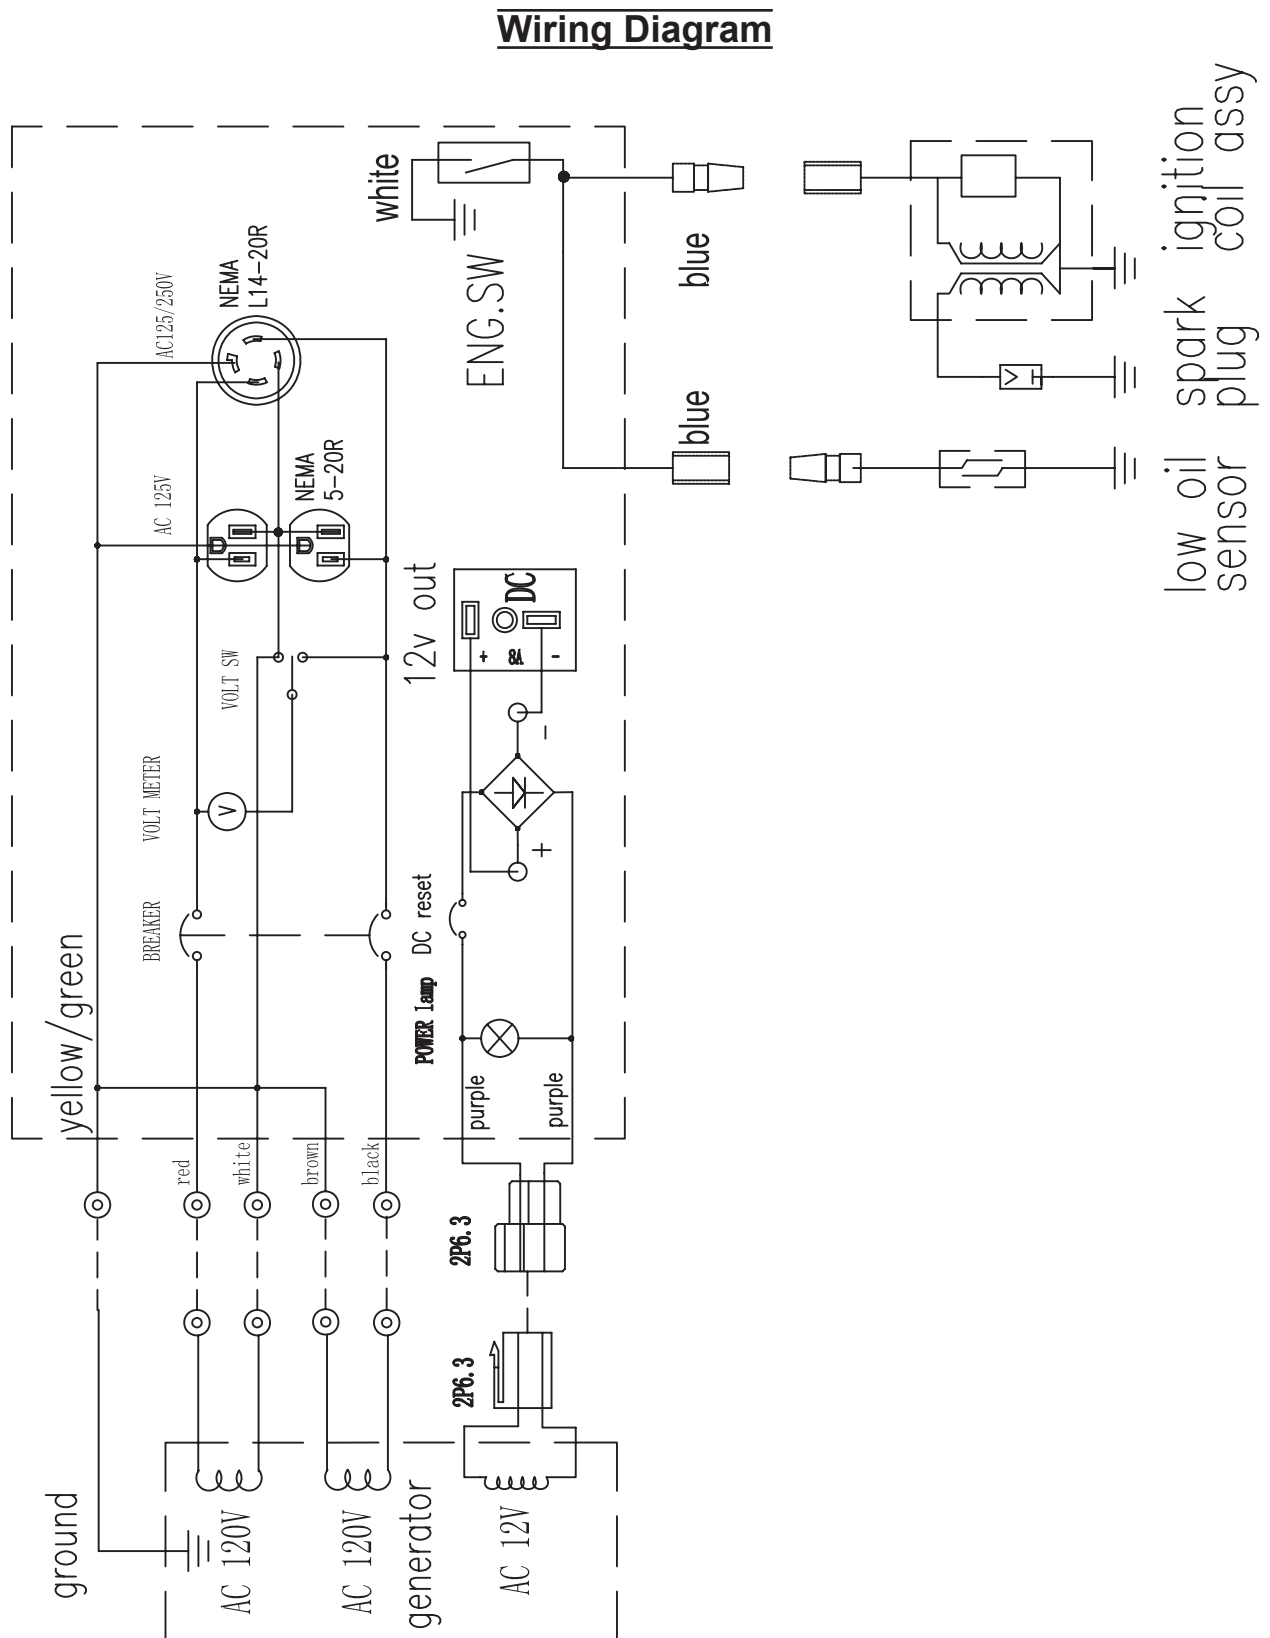 Wiring Diagram
white
ENG.SW
blue
blue
ignition
coil assy
spark
plug
low oil
sensor
NEMA
L14-20R
AC125/250V
NEMA
5-20R
AC 125V
12v out
DC
+ 8A -
VOLT SW
VOLT METER
V
-
+
BREAKER
DC reset
POWER lamp
yellow/green
purple
purple
red
white
brown
black
2P6.3
2P6.3
ground
AC 120V
AC 120V
generator
AC 12V